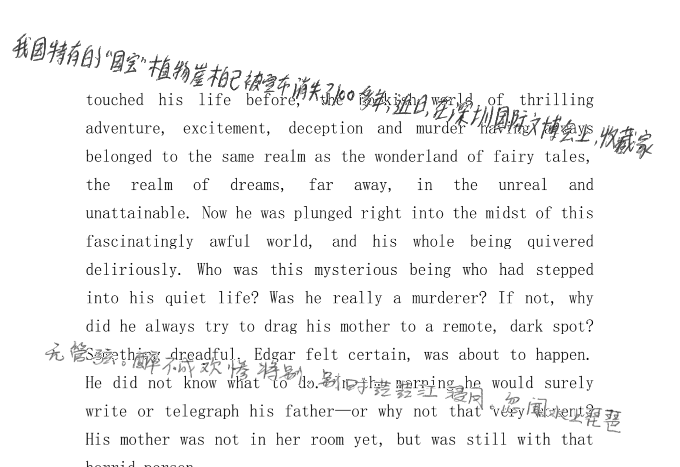 我国特有的“国宝”植物崖柏已被宣布消失了100多年,近日,在深圳国际文博会上,收藏家
touched his life before, the world of thrilling
adventure, excitement, deception and murder having always
belonged to the same realm as the wonderland of fairy tales,
the realm of dreams, far away, in the unreal and
unattainable. Now he was plunged right into the midst of this
fascinatingly awful world, and his whole being quivered
deliriously. Who was this mysterious being who had stepped
into his quiet life? Was he really a murderer? If not, why
did he always try to drag his mother to a remote, dark spot?
无管弦。醉不成欢惨将别,别时茫茫江浸月。忽闻水上琵琶
Something dreadful, Edgar felt certain, was about to happen.
He did not know what to do. In the morning he would surely
write or telegraph his father—or why not that very moment?
His mother was not in her room yet, but was still with that
horrid person.